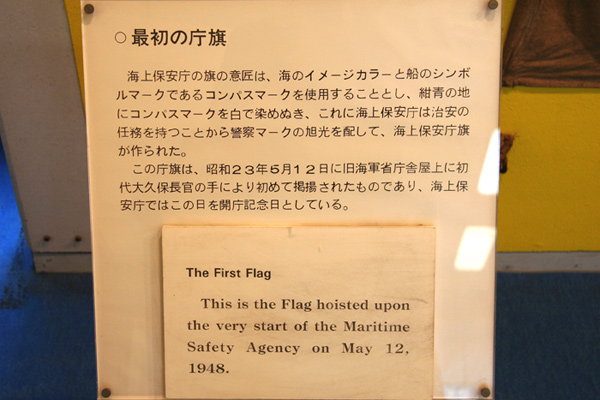 ○最初の庁旗
海上保安庁の旗の意匠は、海のイメージカラーと船のシンボ
ルマークであるコンパスマークを使用することとし、紺青の地
にコンパスマークを白で染めぬき、これに海上保安庁は治安の
任務を持つことから警察マークの旭光を配して、海上保安庁旗
が作られた。
この庁旗は、昭和23年5月12日に旧海軍省庁舎屋上に初
代大久保長官の手により初めて掲揚されたものであり、海上保
安庁ではこの日を開庁記念日としている。
The First Flag
This is the Flag hoisted upon
the very start of the Maritime
Safety Agency on May 12,
1948.